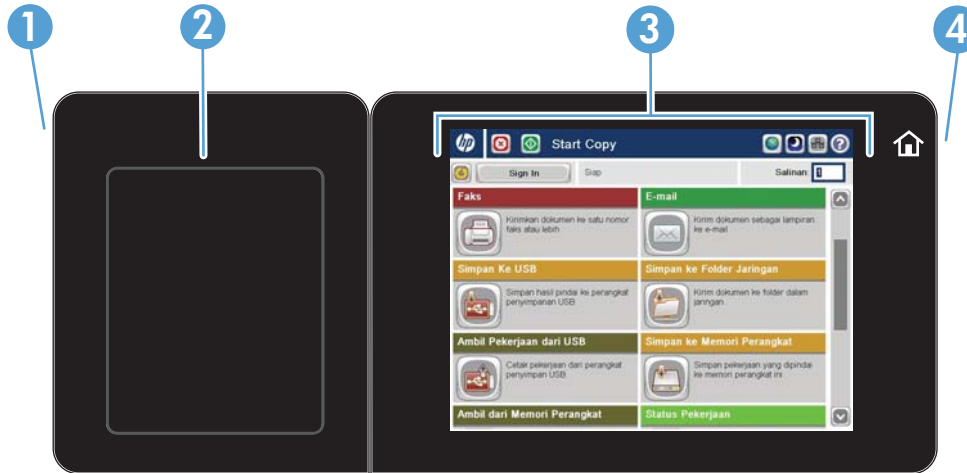 1
2
3
4
hp
Start Copy
?
Sign In
Siap
Salinan:
1
Faks
E-mail
Kirimkan dokumen ke satu nomor
faks atau lebih
Kirim dokumen sebagai lampiran
ke e-mail
Simpan Ke USB
Simpan ke Folder Jaringan
Simpan hasil pindai ke perangkat
penyimpanan USB
Kirim dokumen ke folder dalam
jaringan
Ambil Pekerjaan dari USB
Simpan ke Memori Perangkat
Cetak pekerjaan dari perangkat
penyimpan USB
Simpan pekerjaan yang dipindai
ke memori perangkat ini
Ambil dari Memori Perangkat
Status Pekerjaan